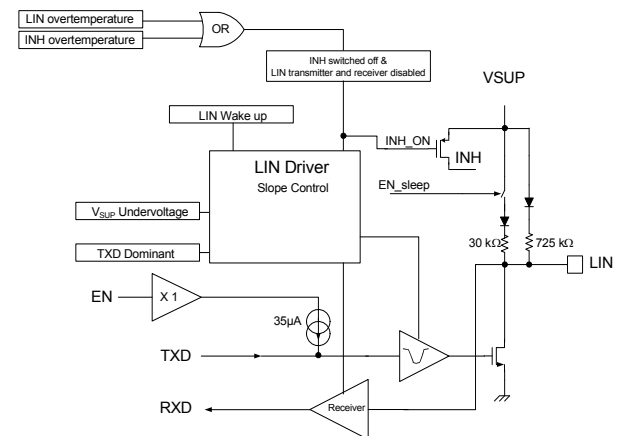 LIN overtemperature
INH overtemperature
OR
INH switched off &
LIN transmitter and receiver disabled
VSUP
LIN Wake up
INH_ON
INH
LIN Driver
Slope Control
EN_sleep
VSUP Undervoltage
TXD Dominant
30 kΩ
725 kΩ
LIN
EN
X 1
35µA
TXD
RXD
Receiver